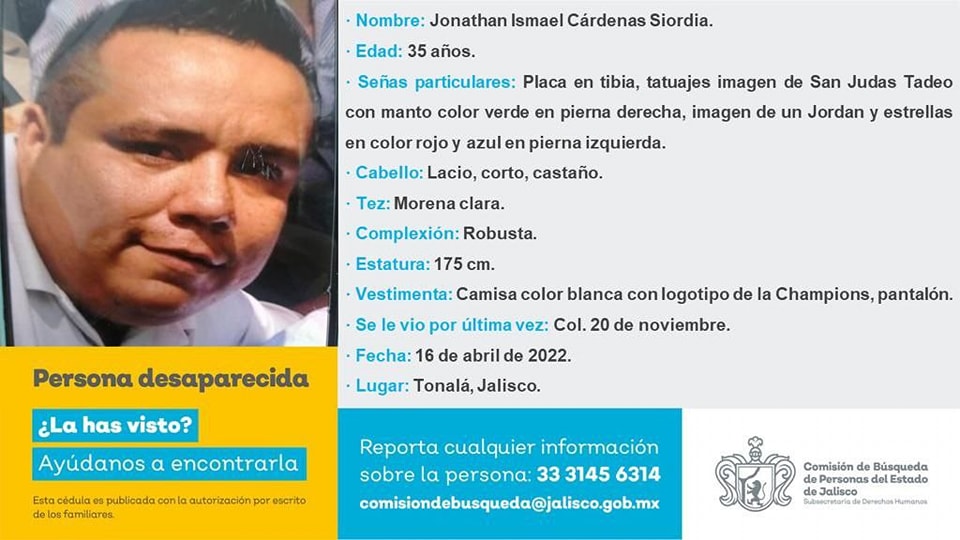 · Nombre: Jonathan Ismael Cárdenas Siordia.
· Edad: 35 años.
· Señas particulares: Placa en tibia, tatuajes imagen de San Judas Tadeo
con manto color verde en pierna derecha, imagen de un Jordan y estrellas
en color rojo y azul en pierna izquierda.
· Cabello: Lacio, corto, castaño.
· Tez: Morena clara.
· Complexión: Robusta.
· Estatura: 175 cm.
· Vestimenta: Camisa color blanca con logotipo de la Champions, pantalón.
· Se le vio por última vez: Col. 20 de noviembre.
· Fecha: 16 de abril de 2022.
· Lugar: Tonalá, Jalisco.
Persona desaparecida
¿La has visto?
Ayúdanos a encontrarla
Esta cédula es publicada con la autorización por escrito
de los familiares.
Reporta cualquier información
sobre la persona: 33 3145 6314
comisiondebusqueda@jalisco.gob.mx
Comisión de Búsqueda
de Personas del Estado
de Jalisco
Subsecretaría de Derechos Humanos